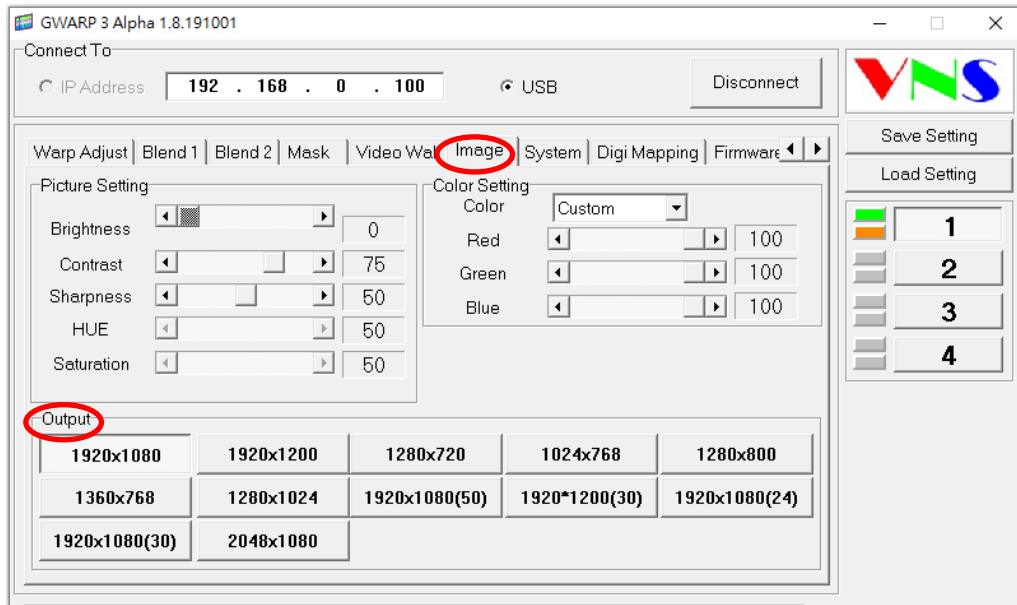 GWARP 3 Alpha 1.8.191001
Connect To
IP Address 192 . 168 . 0 . 100 USB Disconnect
VNS
Save Setting
Load Setting
Warp Adjust Blend 1 Blend 2 Mask Video Wal Image System Digi Mapping Firmware
Picture Setting
Brightness 0
Contrast 75
Sharpness 50
HUE 50
Saturation 50
Color Setting
Color Custom
Red 100
Green 100
Blue 100
1
2
3
4
Output
1920x1080 1920x1200 1280x720 1024x768 1280x800
1360x768 1280x1024 1920x1080(50) 1920*1200(30) 1920x1080(24)
1920x1080(30) 2048x1080